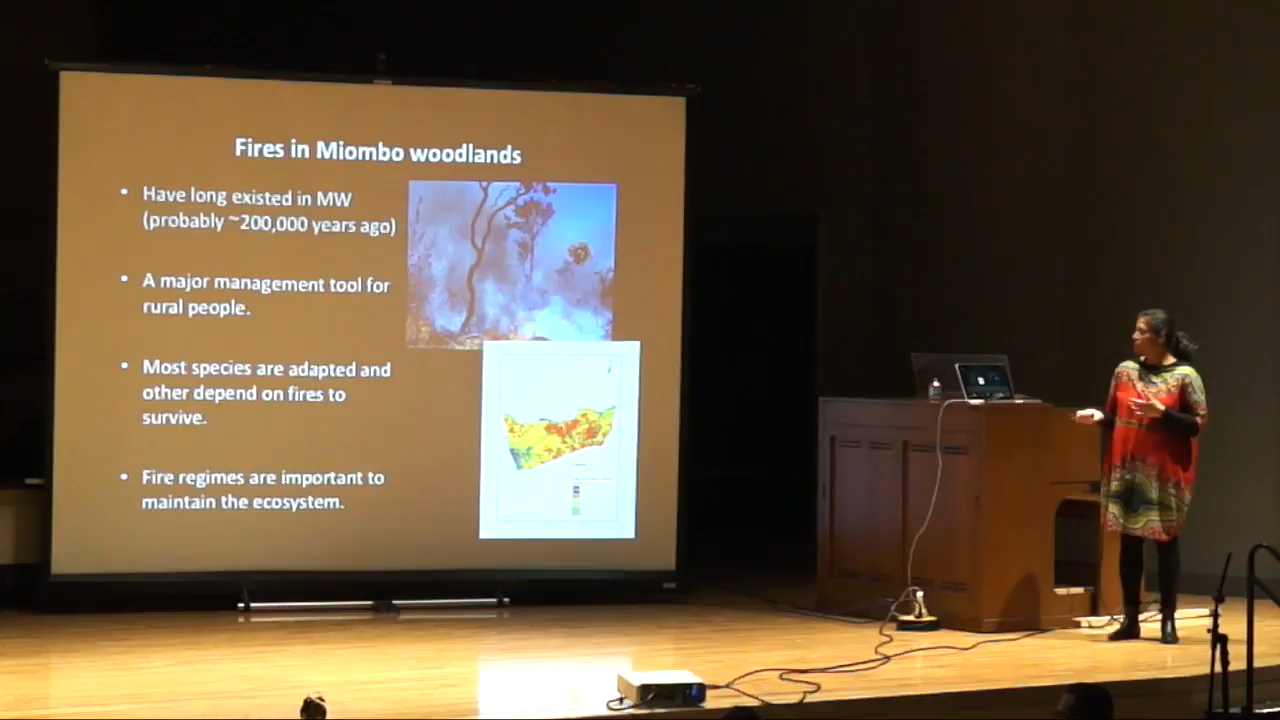 Fires in Miombo woodlands
• Have long existed in MW
(probably ~200,000 years ago)
• A major management tool for
rural people.
• Most species are adapted and
other depend on fires to
survive.
• Fire regimes are important to
maintain the ecosystem.